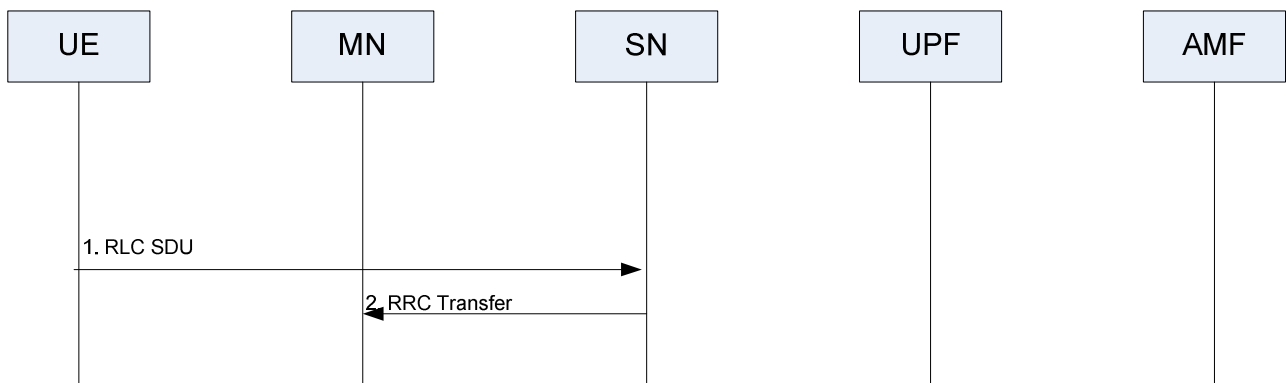 UE
MN
SN
UPF
AMF
1. RLC SDU
2. RRC Transfer